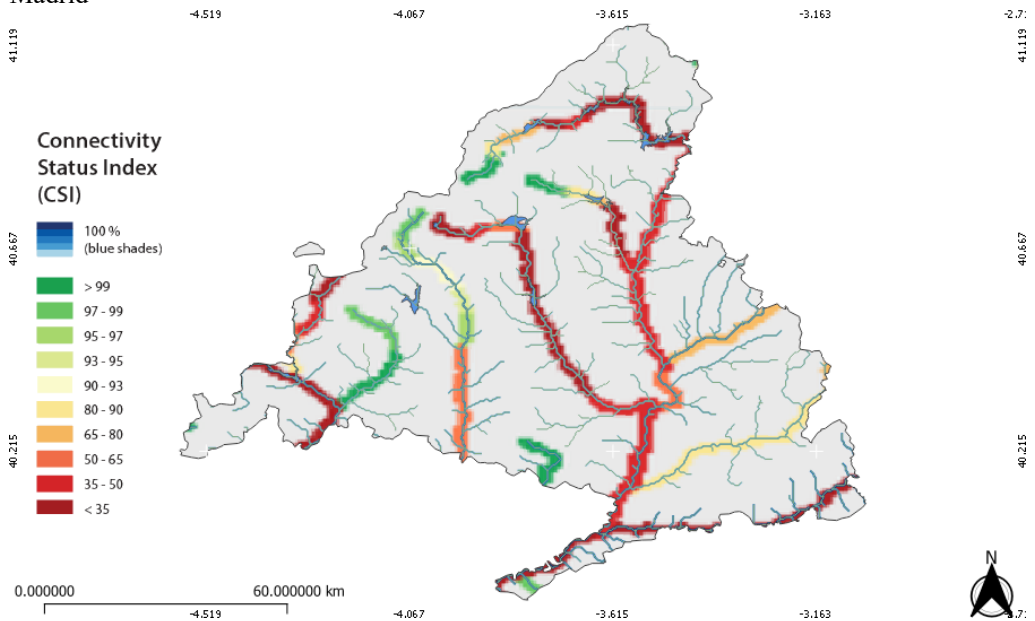 Madrid
-4.519 -4.067 -3.615 -3.163 -2.71
41.119 41.119
Connectivity
Status Index
(CSI)
100 %
(blue shades)
> 99
97 - 99
95 - 97
93 - 95
90 - 93
80 - 90
65 - 80
50 - 65
35 - 50
< 35
40.667 40.667
40.215 40.215
N
0.000000 60.000000 km
-4.519 -4.067 -3.615 -3.163 -2.71